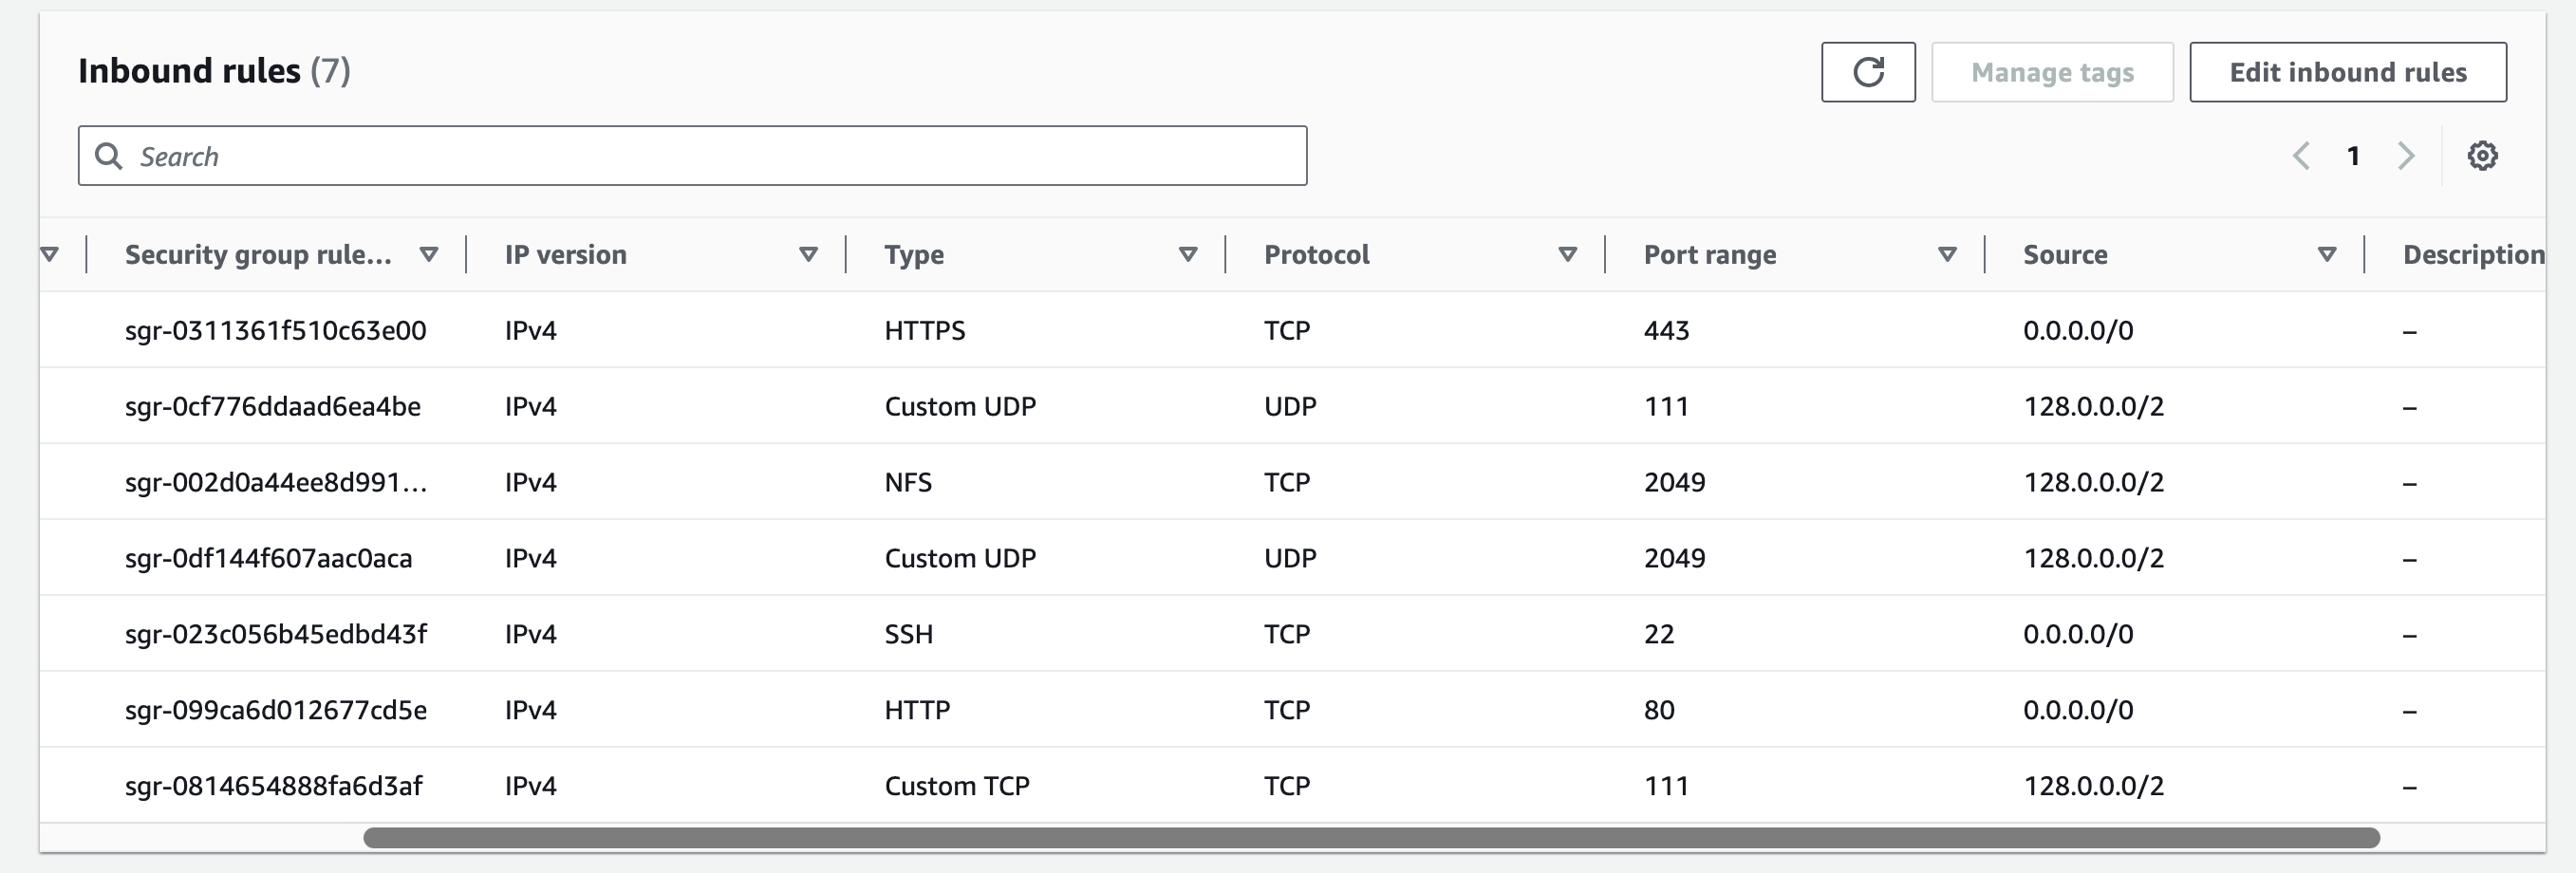 Inbound rules (7)
Manage tags
Edit inbound rules
Search
1
Security group rule... IP version Type Protocol Port range Source Description
sgr-0311361f510c63e00 IPv4 HTTPS TCP 443 0.0.0.0/0 –
sgr-0cf776ddaad6ea4be IPv4 Custom UDP UDP 111 128.0.0.0/2 –
sgr-002d0a44ee8d991... IPv4 NFS TCP 2049 128.0.0.0/2 –
sgr-0df144f607aac0aca IPv4 Custom UDP UDP 2049 128.0.0.0/2 –
sgr-023c056b45edbd43f IPv4 SSH TCP 22 0.0.0.0/0 –
sgr-099ca6d012677cd5e IPv4 HTTP TCP 80 0.0.0.0/0 –
sgr-0814654888fa6d3af IPv4 Custom TCP TCP 111 128.0.0.0/2 –